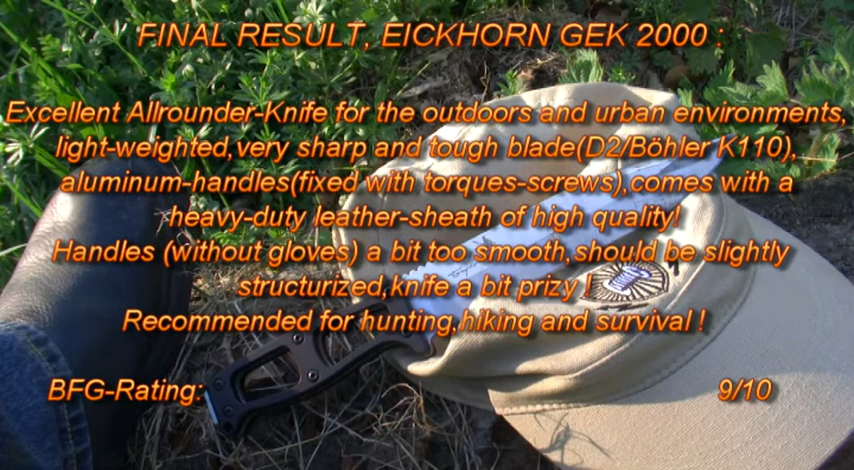 FINAL RESULT, EICKHORN GEK 2000 :
Excellent Allrounder-Knife for the outdoors and urban environments,
light-weighted,very sharp and tough blade(D2/Böhler K110),
aluminum-handles(fixed with torques-screws),comes with a
heavy-duty leather-sheath of high quality!
Handles (without gloves) a bit too smooth,should be slightly
structurized,knife a bit prizy !
Recommended for hunting,hiking and survival !
BFG-Rating: 9/10